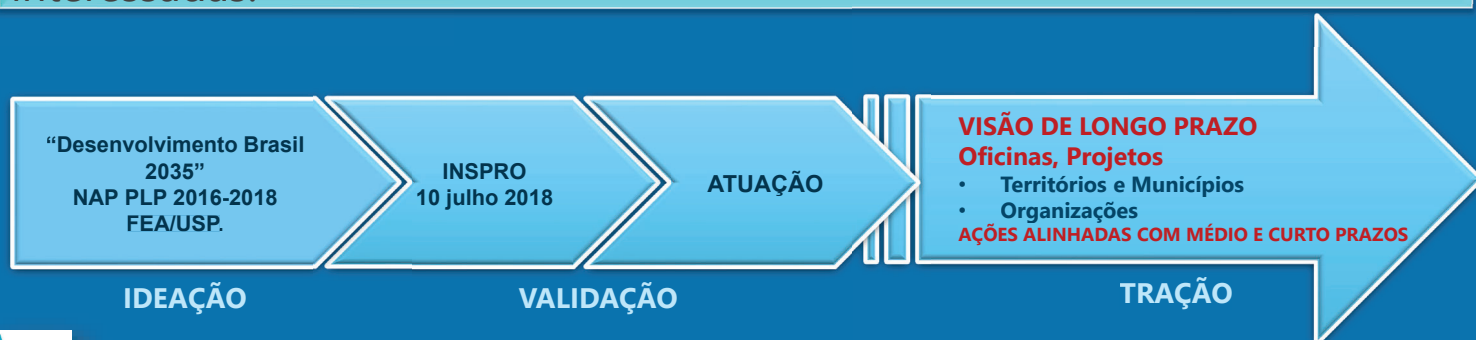 interessadas.
“Desenvolvimento Brasil
2035”
NAP PLP 2016-2018
FEA/USP.
INSPRO
10 julho 2018
ATUAÇÃO
VISÃO DE LONGO PRAZO
Oficinas, Projetos
• Territórios e Municípios
• Organizações
AÇÕES ALINHADAS COM MÉDIO E CURTO PRAZOS
IDEAÇÃO
VALIDAÇÃO
TRAÇÃO